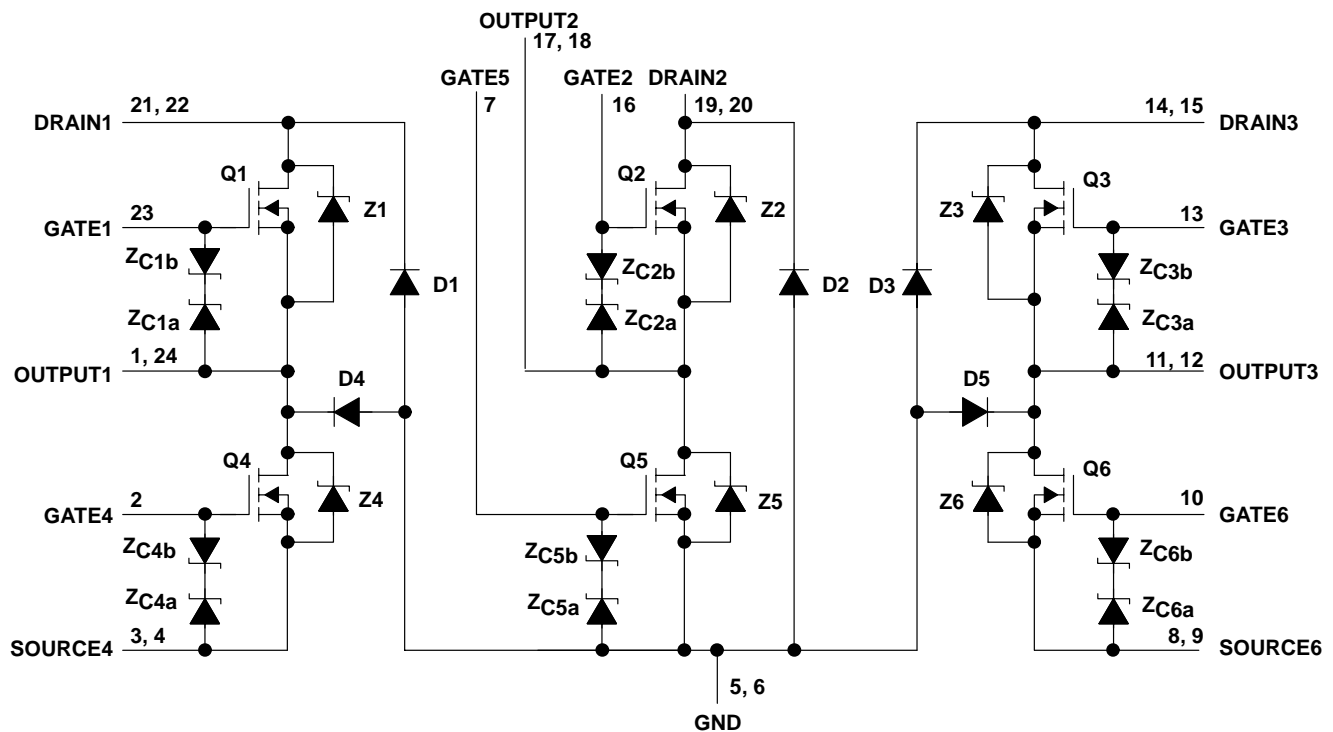 OUTPUT2
17, 18
GATE5
GATE2
DRAIN2
7
16
19, 20
21, 22
14, 15
DRAIN1
DRAIN3
Q1
Q2
Q3
23
Z1
Z2
Z3
13
GATE1
GATE3
ZC1b
ZC2b
ZC3b
D1
D2
D3
ZC1a
ZC2a
ZC3a
1, 24
11, 12
OUTPUT1
OUTPUT3
D4
D5
Q4
Q5
Q6
2
Z4
Z5
Z6
10
GATE4
GATE6
ZC4b
ZC5b
ZC6b
ZC4a
ZC5a
ZC6a
3, 4
8, 9
SOURCE4
SOURCE6
5, 6
GND